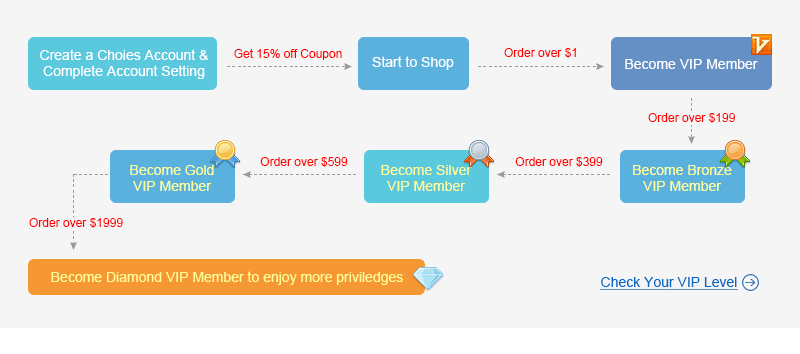 Create a Choies Account &
Complete Account Setting
Get 15% off Coupon
Start to Shop
Order over $1
Become VIP Member
Order over $199
Become Bronze
VIP Member
Order over $399
Become Silver
VIP Member
Order over $599
Become Gold
VIP Member
Order over $1999
Become Diamond VIP Member to enjoy more priviledges
Check Your VIP Level